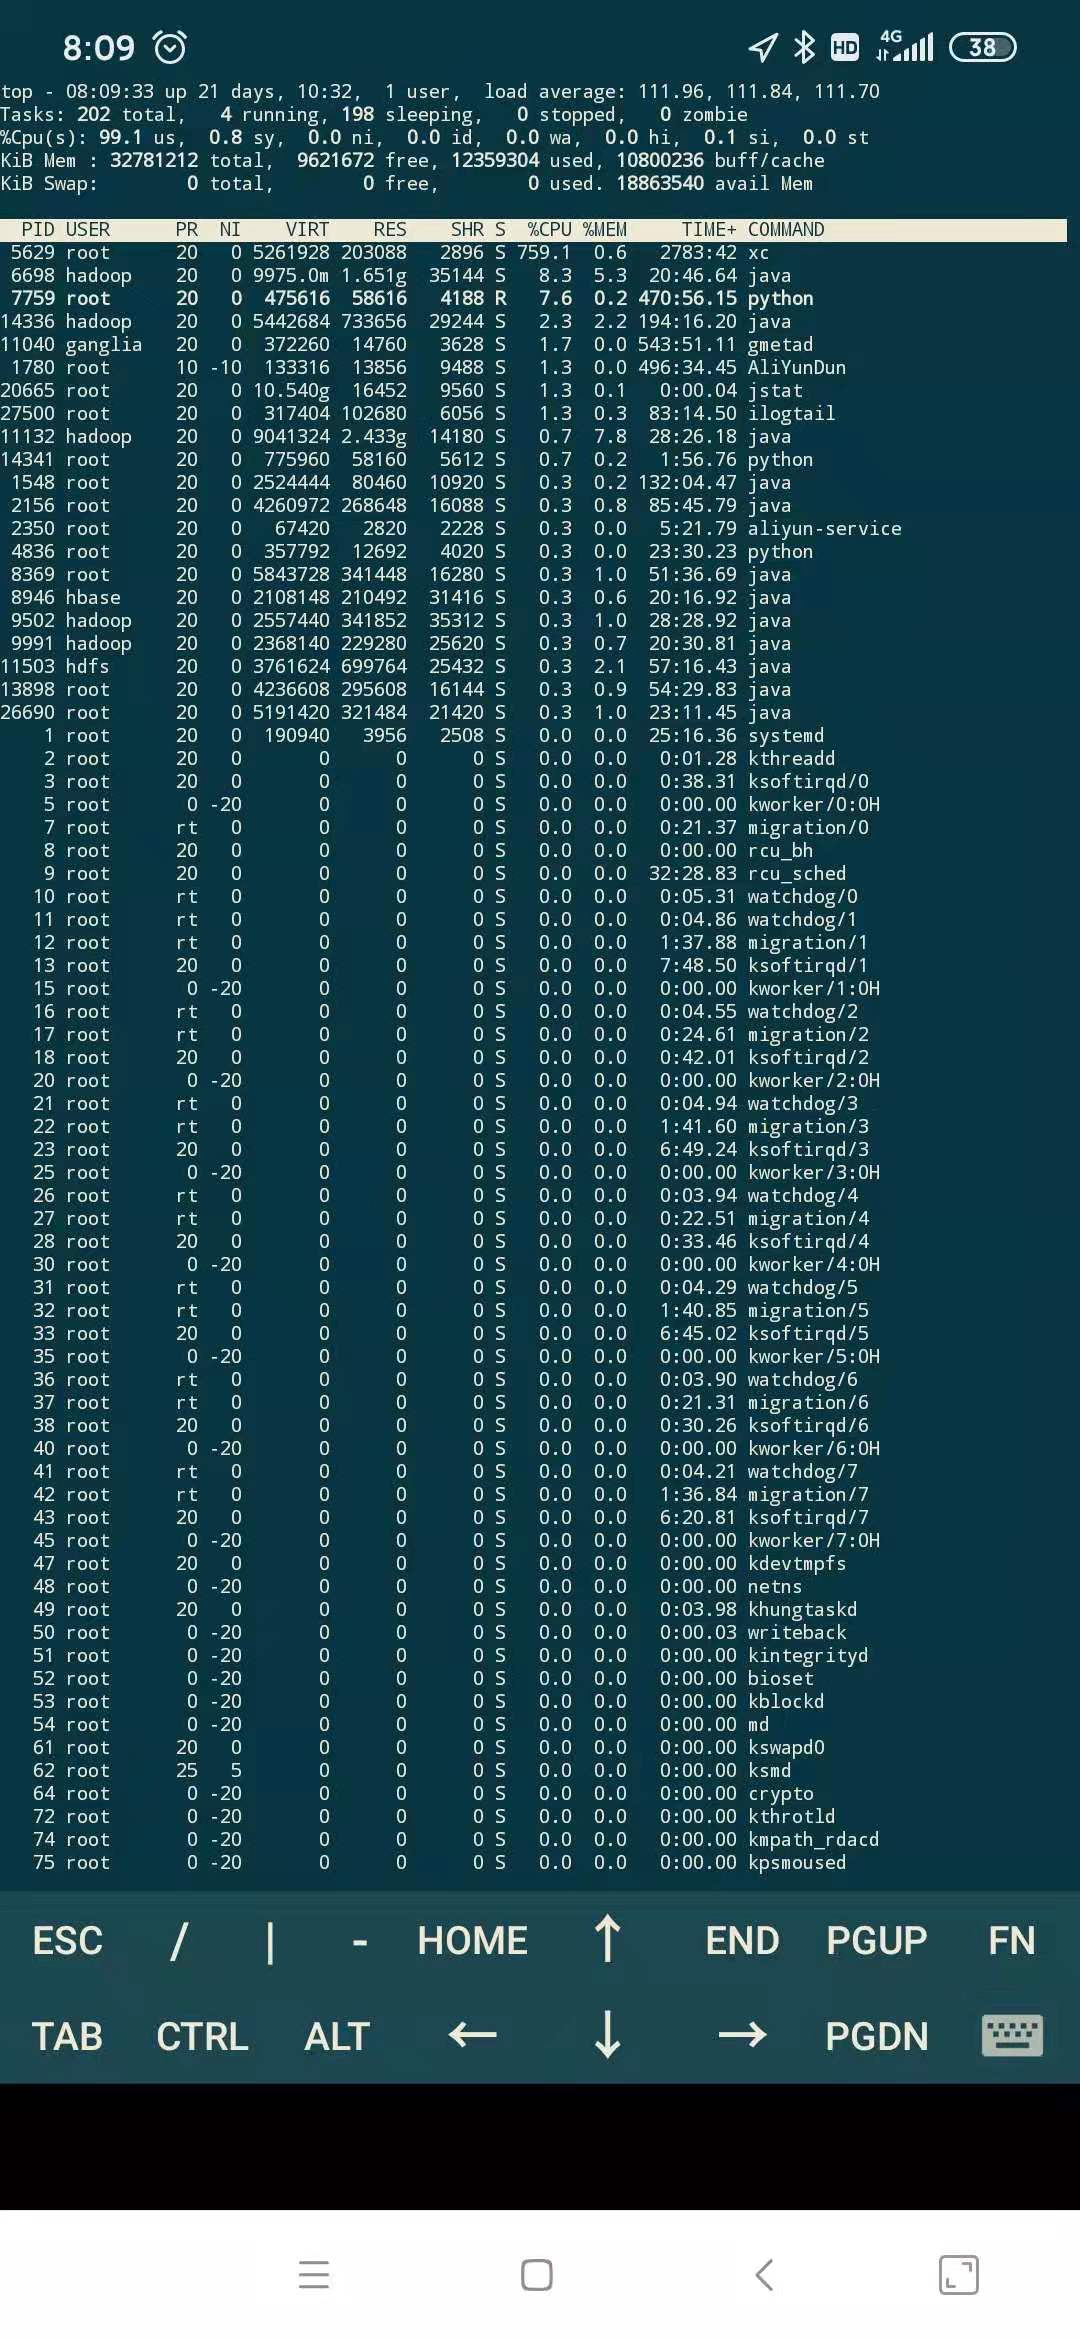 8:09 HD 4G 38
top - 08:09:33 up 21 days, 10:32,  1 user,  load average: 111.96, 111.84, 111.70
Tasks: 202 total,   4 running, 198 sleeping,   0 stopped,   0 zombie
%Cpu(s): 99.1 us,  0.8 sy,  0.0 ni,  0.0 id,  0.0 wa,  0.0 hi,  0.1 si,  0.0 st
KiB Mem : 32781212 total,  9621672 free, 12359304 used, 10800236 buff/cache
KiB Swap:        0 total,        0 free,        0 used. 18863540 avail Mem
PID USER PR NI VIRT RES SHR S %CPU %MEM TIME+ COMMAND
5629 root 20 0 5261928 203088 2896 S 759.1 0.6 2783:42 xc
6698 hadoop 20 0 9975.0m 1.651g 35144 S 8.3 5.3 20:46.64 java
7759 root 20 0 475616 58616 4188 R 7.6 0.2 470:56.15 python
14336 hadoop 20 0 5442684 733656 29284 S 2.3 2.2 194:16.20 java
11040 ganglia 20 0 372260 14760 3628 S 1.7 0.0 543:51.11 gmetad
1780 root 10 -10 133316 13856 9488 S 1.3 0.0 496:34.45 AliYunDun
20665 root 20 0 10.540g 16452 9560 S 1.3 0.1 0:00.04 jstat
27500 root 20 0 317404 102680 6056 S 1.3 0.3 83:14.50 ilogtail
11132 hadoop 20 0 9041324 2.433g 14180 S 0.7 7.8 28:26.18 java
14341 root 20 0 775960 58160 5612 S 0.7 0.2 1:56.76 python
1548 root 20 0 2524444 80460 10920 S 0.3 0.2 132:04.47 java
2156 root 20 0 4260972 268648 16088 S 0.3 0.8 85:45.79 java
2350 root 20 0 67420 2820 2228 S 0.3 0.0 5:21.79 aliyun-service
4836 root 20 0 357792 12692 4020 S 0.3 0.0 23:30.23 python
8369 root 20 0 5843728 341448 16280 S 0.3 1.0 51:36.69 java
8946 hbase 20 0 2108148 210492 31416 S 0.3 0.6 20:16.92 java
9502 hadoop 20 0 2557440 341852 35312 S 0.3 1.0 28:28.92 java
9991 hadoop 20 0 2368140 229280 25620 S 0.3 0.7 20:30.81 java
11503 hdfs 20 0 3761624 699764 25432 S 0.3 2.1 57:16.43 java
13898 root 20 0 4236608 295608 16144 S 0.3 0.9 54:29.83 java
26690 root 20 0 5191420 321484 21420 S 0.3 1.0 23:11.45 java
1 root 20 0 190940 3956 2508 S 0.0 0.0 25:16.36 systemd
2 root 20 0 0 0 0 S 0.0 0.0 0:01.28 kthreadd
3 root 20 0 0 0 0 S 0.0 0.0 0:38.31 ksoftirqd/0
5 root 0 -20 0 0 0 S 0.0 0.0 0:00.00 kworker/0:0H
7 root rt 0 0 0 0 S 0.0 0.0 0:21.37 migration/0
8 root 20 0 0 0 0 S 0.0 0.0 0:00.00 rcu_bh
9 root 20 0 0 0 0 S 0.0 0.0 32:28.83 rcu_sched
10 root rt 0 0 0 0 S 0.0 0.0 0:05.31 watchdog/0
11 root rt 0 0 0 0 S 0.0 0.0 0:04.86 watchdog/1
12 root rt 0 0 0 0 S 0.0 0.0 1:37.88 migration/1
13 root 20 0 0 0 0 S 0.0 0.0 7:48.50 ksoftirqd/1
15 root 0 -20 0 0 0 S 0.0 0.0 0:00.00 kworker/1:0H
16 root rt 0 0 0 0 S 0.0 0.0 0:04.55 watchdog/2
17 root rt 0 0 0 0 S 0.0 0.0 0:24.61 migration/2
18 root 20 0 0 0 0 S 0.0 0.0 0:42.01 ksoftirqd/2
20 root 0 -20 0 0 0 S 0.0 0.0 0:00.00 kworker/2:0H
21 root rt 0 0 0 0 S 0.0 0.0 0:04.94 watchdog/3
22 root rt 0 0 0 0 S 0.0 0.0 1:41.60 migration/3
23 root 20 0 0 0 0 S 0.0 0.0 6:49.24 ksoftirqd/3
25 root 0 -20 0 0 0 S 0.0 0.0 0:00.00 kworker/3:0H
26 root rt 0 0 0 0 S 0.0 0.0 0:03.94 watchdog/4
27 root rt 0 0 0 0 S 0.0 0.0 0:22.51 migration/4
28 root 20 0 0 0 0 S 0.0 0.0 0:33.46 ksoftirqd/4
30 root 0 -20 0 0 0 S 0.0 0.0 0:00.00 kworker/4:0H
31 root rt 0 0 0 0 S 0.0 0.0 0:04.29 watchdog/5
32 root rt 0 0 0 0 S 0.0 0.0 1:40.85 migration/5
33 root 20 0 0 0 0 S 0.0 0.0 6:45.02 ksoftirqd/5
35 root 0 -20 0 0 0 S 0.0 0.0 0:00.00 kworker/5:0H
36 root rt 0 0 0 0 S 0.0 0.0 0:03.90 watchdog/6
37 root rt 0 0 0 0 S 0.0 0.0 0:21.31 migration/6
38 root 20 0 0 0 0 S 0.0 0.0 0:30.26 ksoftirqd/6
40 root 0 -20 0 0 0 S 0.0 0.0 0:00.00 kworker/6:0H
41 root rt 0 0 0 0 S 0.0 0.0 0:04.21 watchdog/7
42 root rt 0 0 0 0 S 0.0 0.0 1:36.84 migration/7
43 root 20 0 0 0 0 S 0.0 0.0 6:20.81 ksoftirqd/7
45 root 0 -20 0 0 0 S 0.0 0.0 0:00.00 kworker/7:0H
47 root 20 0 0 0 0 S 0.0 0.0 0:00.00 kdevtmpfs
48 root 0 -20 0 0 0 S 0.0 0.0 0:00.00 netns
49 root 20 0 0 0 0 S 0.0 0.0 0:03.98 khungtaskd
50 root 0 -20 0 0 0 S 0.0 0.0 0:00.03 writeback
51 root 0 -20 0 0 0 S 0.0 0.0 0:00.00 kintegrityd
52 root 0 -20 0 0 0 S 0.0 0.0 0:00.00 bioset
53 root 0 -20 0 0 0 S 0.0 0.0 0:00.00 kblockd
54 root 0 -20 0 0 0 S 0.0 0.0 0:00.00 md
61 root 20 0 0 0 0 S 0.0 0.0 0:00.00 kswapd0
62 root 25 5 0 0 0 S 0.0 0.0 0:00.00 ksmd
64 root 0 -20 0 0 0 S 0.0 0.0 0:00.00 crypto
72 root 0 -20 0 0 0 S 0.0 0.0 0:00.00 kthrotld
74 root 0 -20 0 0 0 S 0.0 0.0 0:00.00 kmpath_rdacd
75 root 0 -20 0 0 0 S 0.0 0.0 0:00.00 kpsmoused
ESC / | - HOME ↑ END PGUP FN
TAB CTRL ALT ← ↓ → PGDN